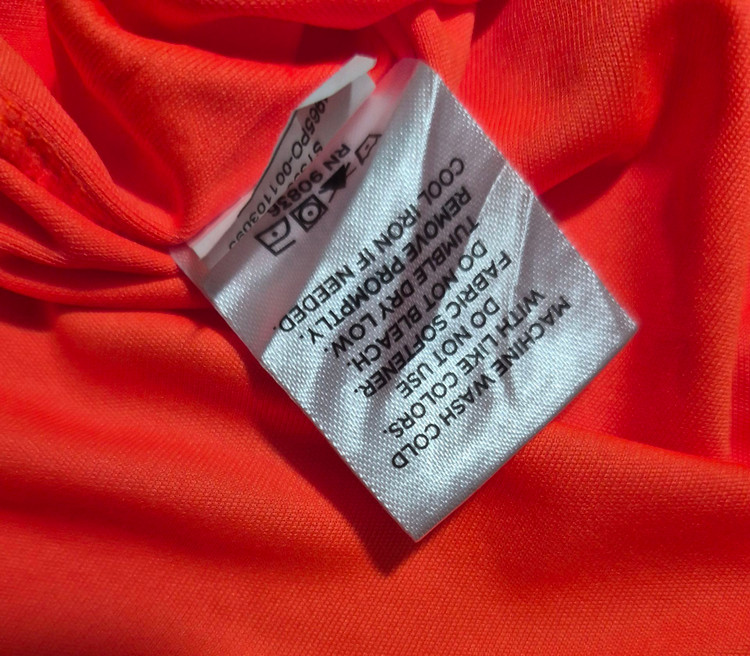 MACHINE WASH COLD
WITH LIKE COLORS.
DO NOT USE
FABRIC SOFTENER.
DO NOT BLEACH.
TUMBLE DRY LOW.
REMOVE PROMPTLY.
COOL IRON IF NEEDED.
RN 90836